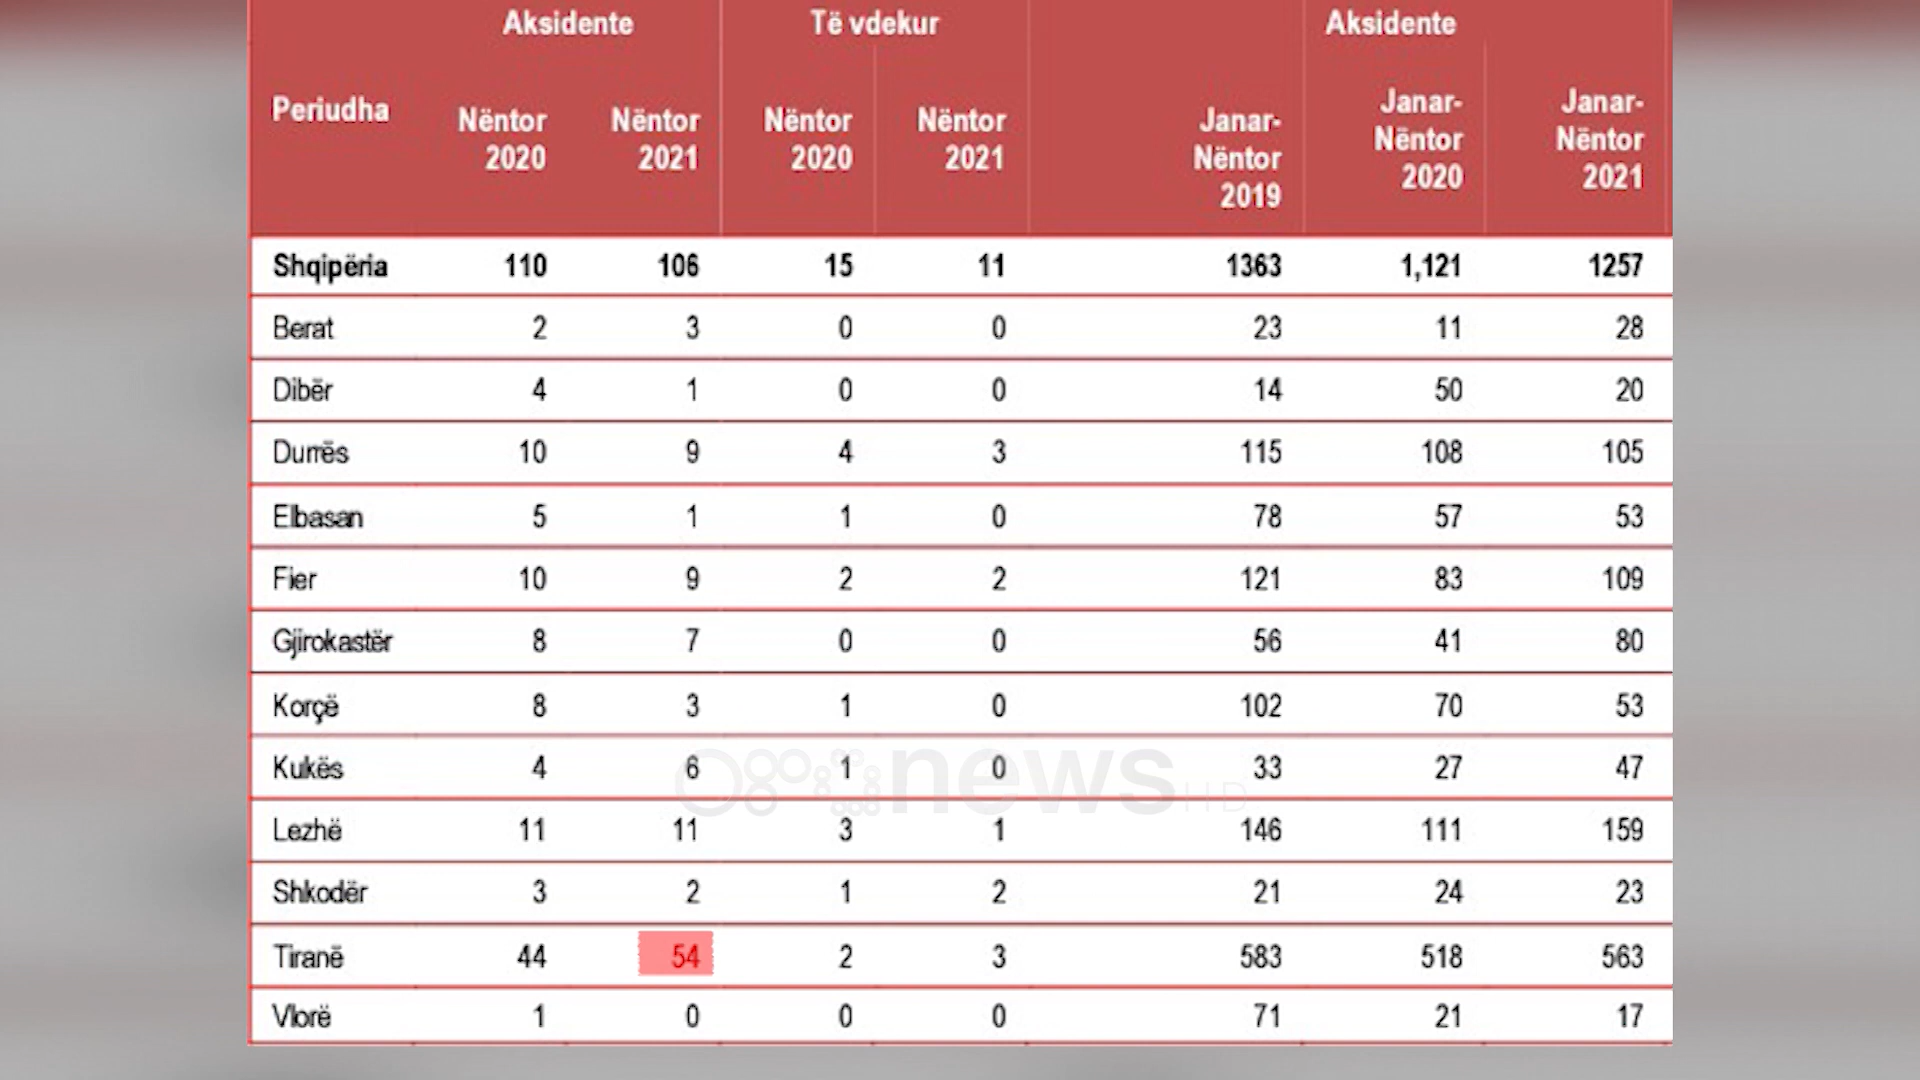 Aksidente Të vdekur Aksidente
Periudha Nëntor 2020 Nëntor 2021 Nëntor 2020 Nëntor 2021 Janar-Nëntor 2019 Janar-Nëntor 2020 Janar-Nëntor 2021
Shqipëria 110 106 15 11 1363 1,121 1257
Berat 2 3 0 0 23 11 28
Dibër 4 1 0 0 14 50 20
Durrës 10 9 4 3 115 108 105
Elbasan 5 1 1 0 78 57 53
Fier 10 9 2 2 121 83 109
Gjirokastër 8 7 0 0 56 41 80
Korçë 8 3 1 0 102 70 53
Kukës 4 6 1 0 33 27 47
news HD
Lezhë 11 11 3 1 146 111 159
Shkodër 3 2 1 2 21 24 23
Tiranë 44 54 2 3 583 518 563
Vlorë 1 0 0 0 71 21 17